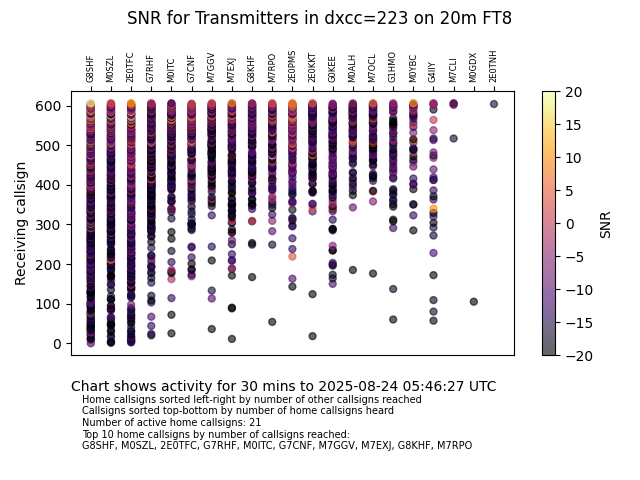 SNR for Transmitters in dxcc=223 on 20m FT8
G8SHF M0SZL 2E0TFC G7RHF M0ITC G7CNF M7GGV M7EXJ G8KHF M7RPO 2E0PMS 2E0KKT G0KEE M0ALH M7OCL G1HMO M0YBC G4IIY M7CLI M0GDX 2E0TNH
600
500
400
300
200
100
0
Receiving callsign
20
15
10
5
0
−5
−10
−15
−20
SNR
Chart shows activity for 30 mins to 2025-08-24 05:46:27 UTC
Home callsigns sorted left-right by number of other callsigns reached
Callsigns sorted top-bottom by number of home callsigns heard
Number of active home callsigns: 21
Top 10 home callsigns by number of callsigns reached:
G8SHF, M0SZL, 2E0TFC, G7RHF, M0ITC, G7CNF, M7GGV, M7EXJ, G8KHF, M7RPO